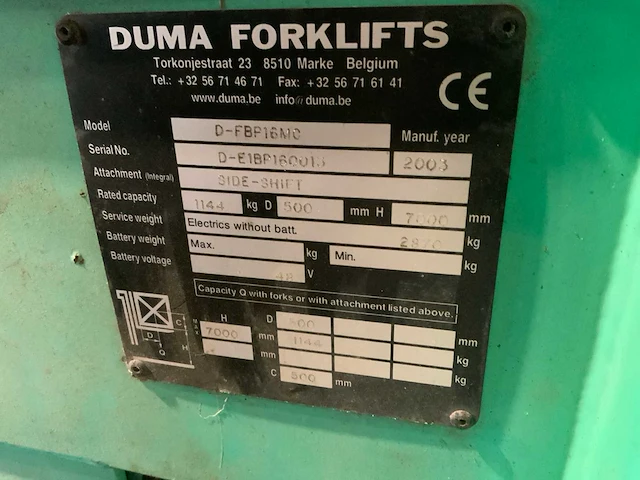 DUMA FORKLIFTS
Torkonjestraat 23 8510 Marke Belgium
Tel.: +32 56 71 46 71 Fax: +32 56 71 61 41
www.duma.be info@duma.be
CE
Model D-FBP16MC Manuf. year
Serial No. 2003
Attachment (Integral) SIDE-SHIFT
Rated capacity 1144 kg D 500 mm H 7000 mm
Service weight Electrics without batt. kg
Battery weight Max. kg Min. kg
Battery voltage 48 V
Capacity Q with forks or with attachment listed above.
H D 500 mm
Max 7000 mm 1144 kg
mm kg
C 500 mm
C
D
H
Q